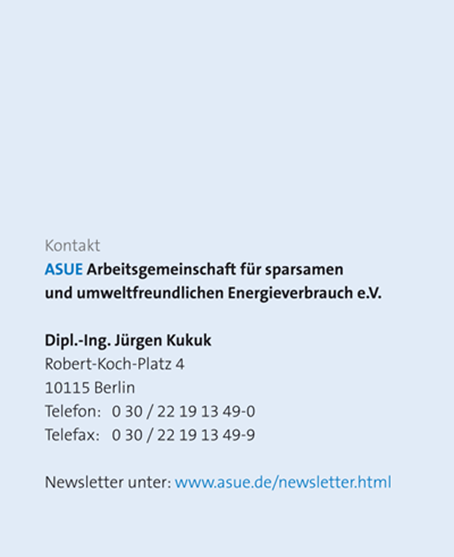 Kontakt
ASUE Arbeitsgemeinschaft für sparsamen
und umweltfreundlichen Energieverbrauch e.V.
Dipl.-Ing. Jürgen Kukuk
Robert-Koch-Platz 4
10115 Berlin
Telefon: 0 30 / 22 19 13 49-0
Telefax: 0 30 / 22 19 13 49-9
Newsletter unter: www.asue.de/newsletter.html